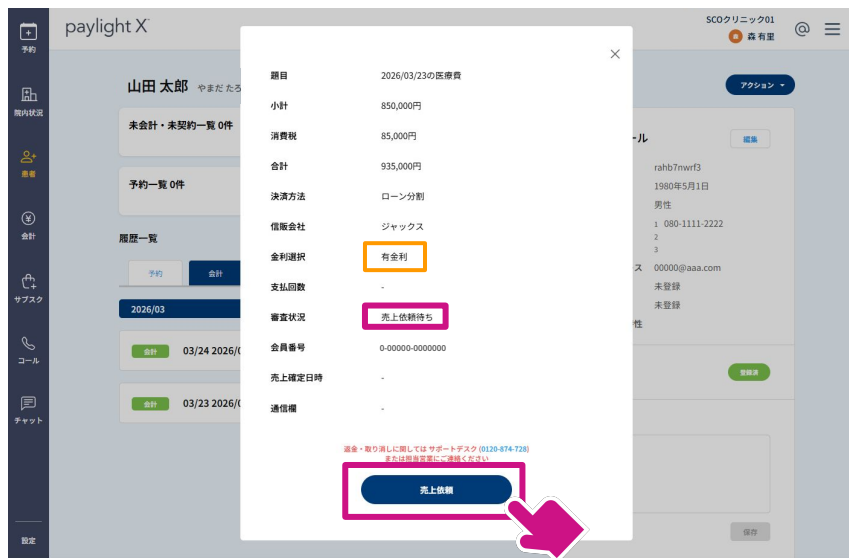 paylight X
SCOクリニック01
森 森 有里
予約
院内状況
患者
会計
サブスク
コール
チャット
設定
山田 太郎 やまだ たろ
アクション
未会計・未契約一覧 0件
予約一覧 0件
履歴一覧
予約
会計
2026/03
会計 03/24 2026/0
会計 03/23 2026/0
題目 2026/03/23の医療費
小計 850,000円
消費税 85,000円
合計 935,000円
決済方法 ローン分割
信販会社 ジャックス
金利選択 有金利
支払回数 -
審査状況 売上依頼待ち
会員番号 0-00000-0000000
売上確定日時 -
通信欄 -
返金・取り消しに関しては サポートデスク (0120-874-728)
または担当営業にご連絡ください
売上依頼
ール
編集
rahb7nwrf3
1980年5月1日
男性
1 080-1111-2222
2
3
ス 00000@aaa.com
未登録
未登録
性
登録済
保存